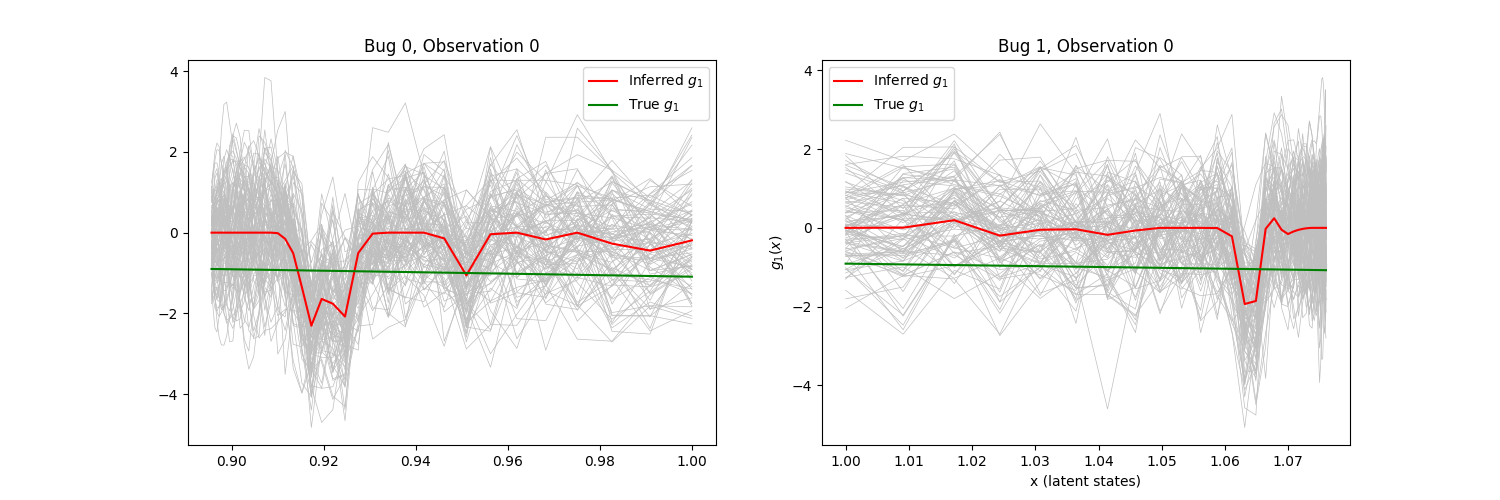 Bug 0, Observation 0
Inferred g₁
True g₁
4
2
0
−2
−4
0.90 0.92 0.94 0.96 0.98 1.00
Bug 1, Observation 0
Inferred g₁
True g₁
g₁(x)
4
2
0
−2
−4
1.00 1.01 1.02 1.03 1.04 1.05 1.06 1.07
x (latent states)